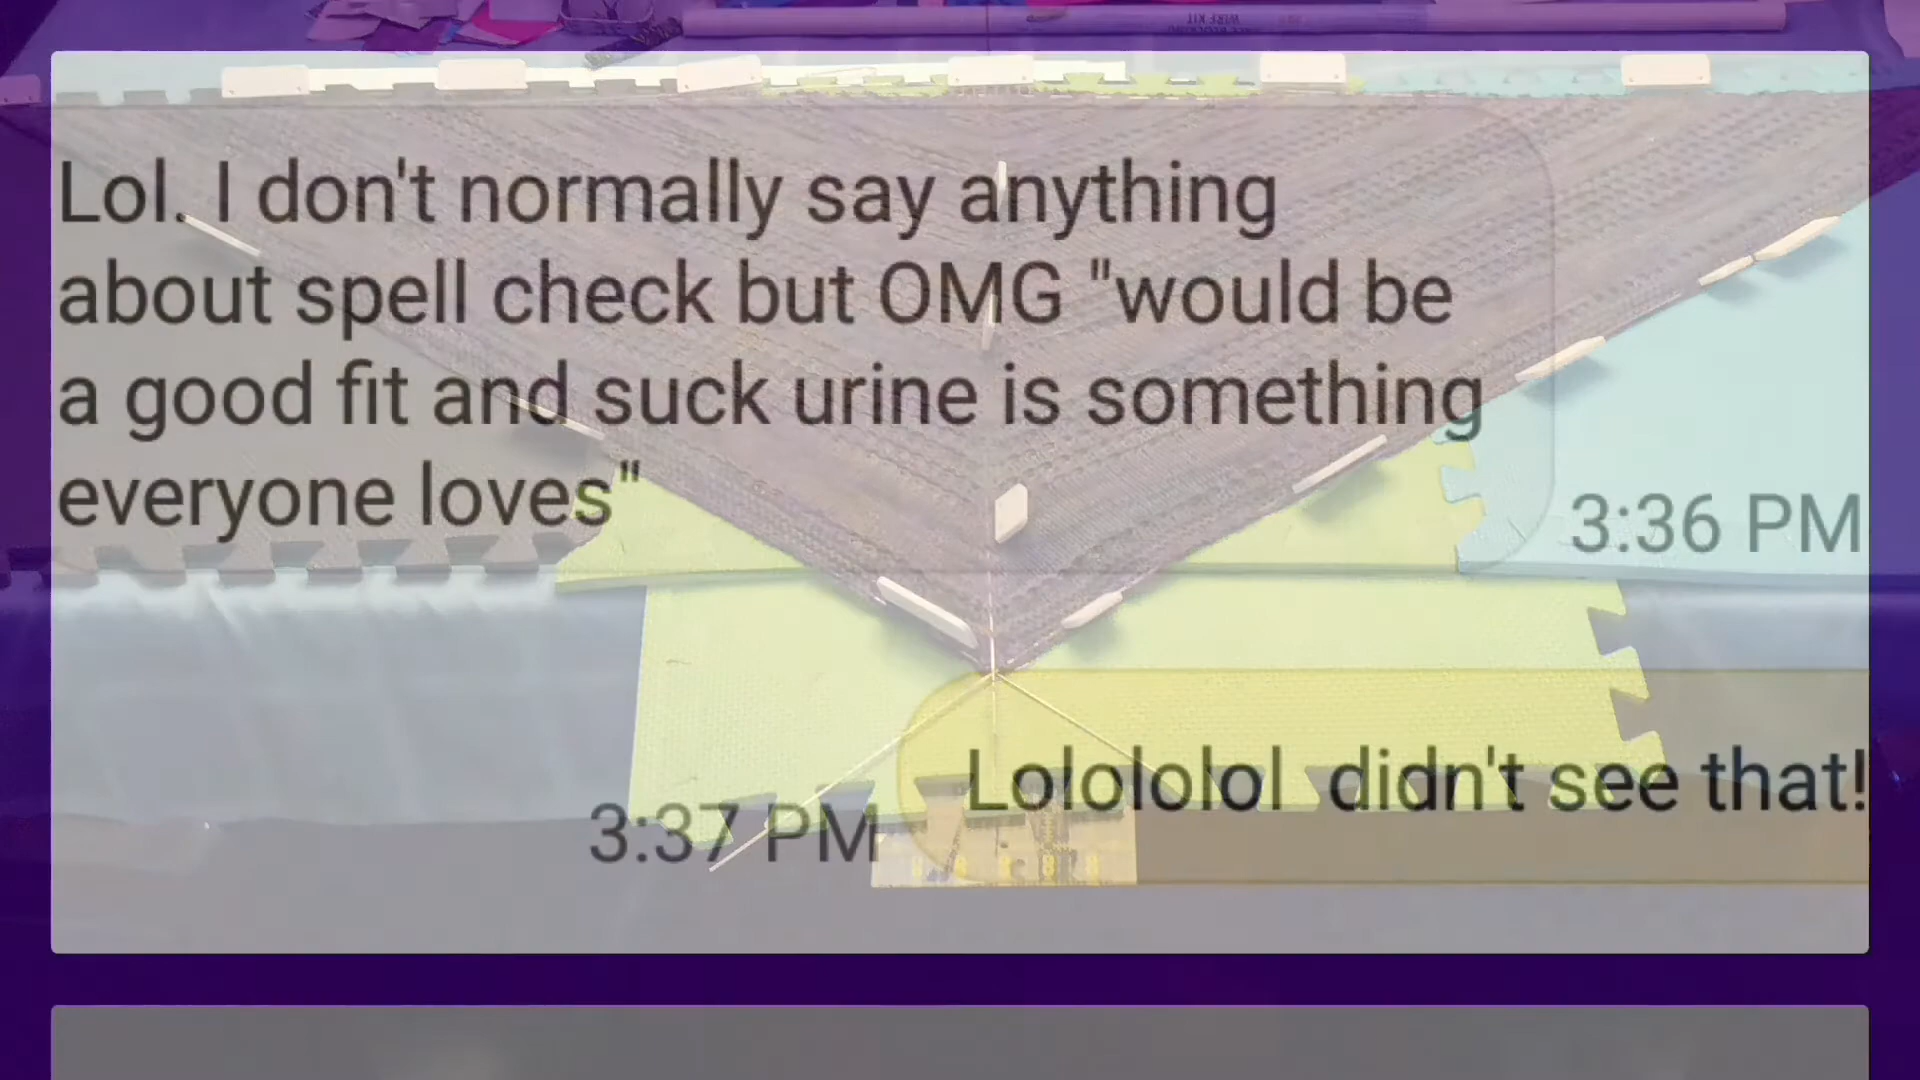 Lol. I don't normally say anything
about spell check but OMG "would be
a good fit and suck urine is something
everyone loves"
3:36 PM
Lolololol didn't see that!
3:37 PM